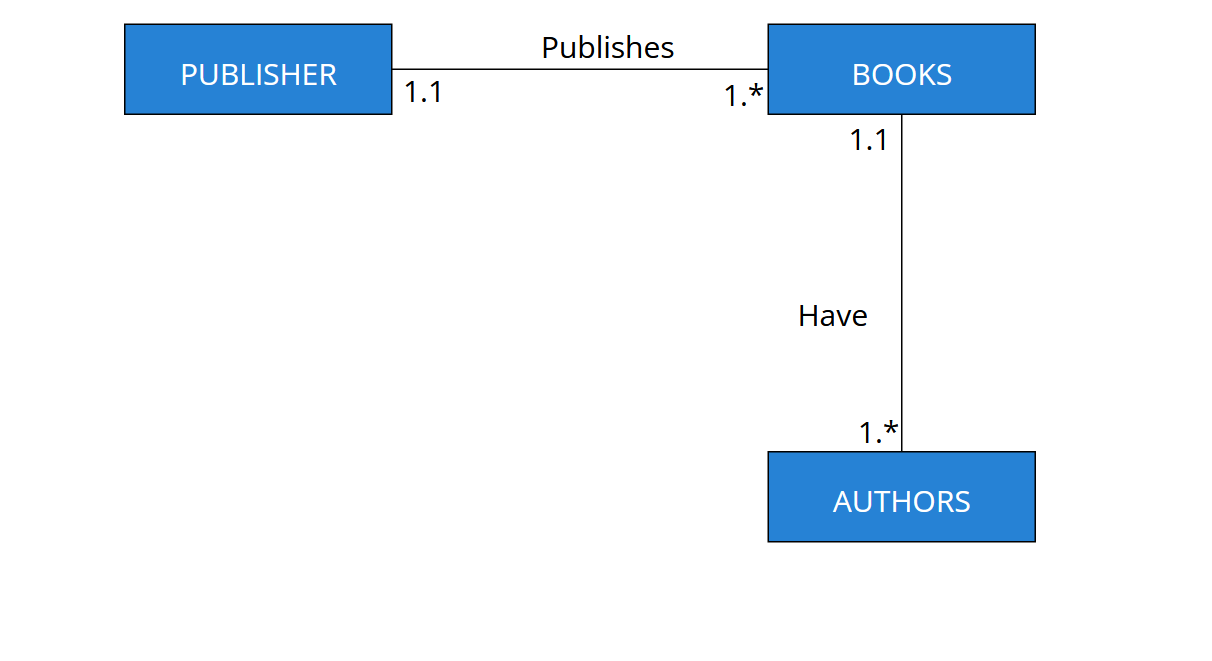 Publishes
PUBLISHER
BOOKS
1.1
1.*
1.1
Have
1.*
AUTHORS